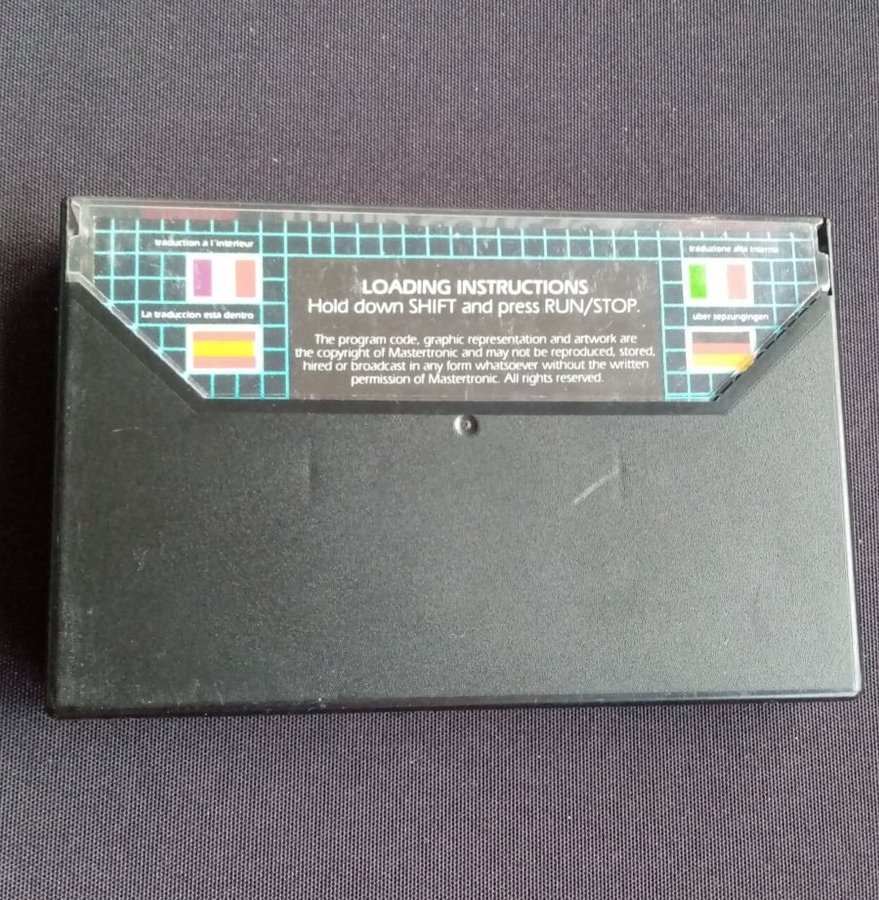 traduction a l'interieur
La traduccion esta dentro
LOADING INSTRUCTIONS
Hold down SHIFT and press RUN/STOP.
The program code, graphic representation and artwork are
the copyright of Mastertronic and may not be reproduced, stored,
hired or broadcast in any form whatsoever without the written
permission of Mastertronic. All rights reserved.
traduzione alla interno
uber sepzungingen